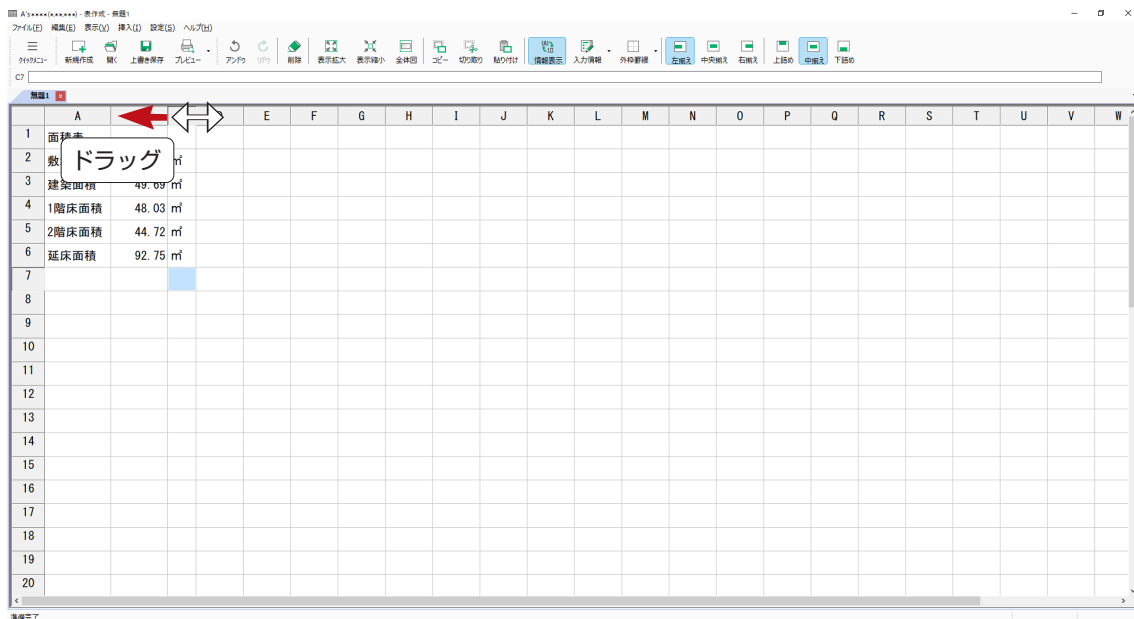 A's****(*.**,***) - 表作成 - 無題1
ファイル(F) 編集(E) 表示(V) 挿入(I) 設定(S) ヘルプ(H)
クイックメニュー 新規作成 開く 上書き保存 プレビュー アンドゥ リドゥ 削除 表示拡大 表示縮小 全体図 コピー 切り取り 貼り付け 情報表示 入力情報 外枠罫線 左揃え 中央揃え 右揃え 上詰め 中揃え 下詰め
C7
無題1 x
A E F G H I J K L M N O P Q R S T U V W
1 面積表
ドラッグ
2 敷 ㎡
3 建築面積 49.69 ㎡
4 1階床面積 48.03 ㎡
5 2階床面積 44.72 ㎡
6 延床面積 92.75 ㎡
7
8
9
10
11
12
13
14
15
16
17
18
19
20
準備完了